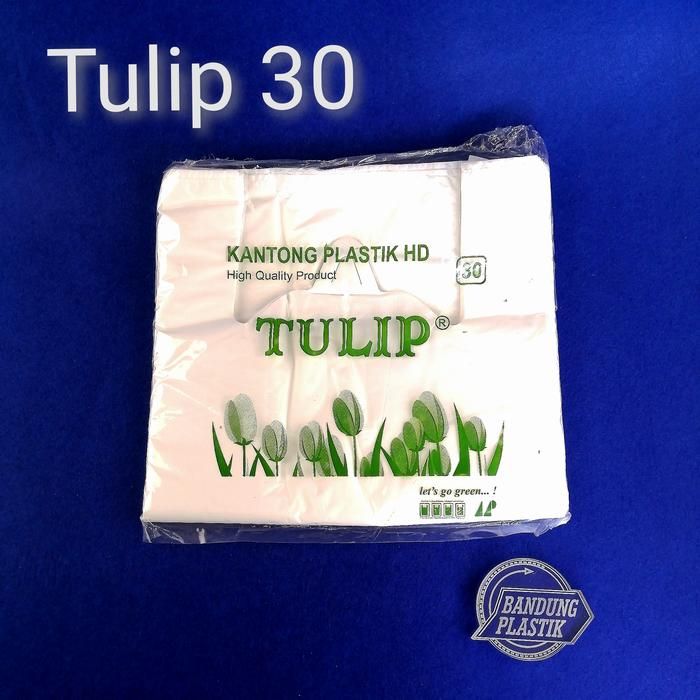 Tulip 30
KANTONG PLASTIK HD
High Quality Product
30
TULIP®
let's go green... !
BANDUNG
PLASTIK